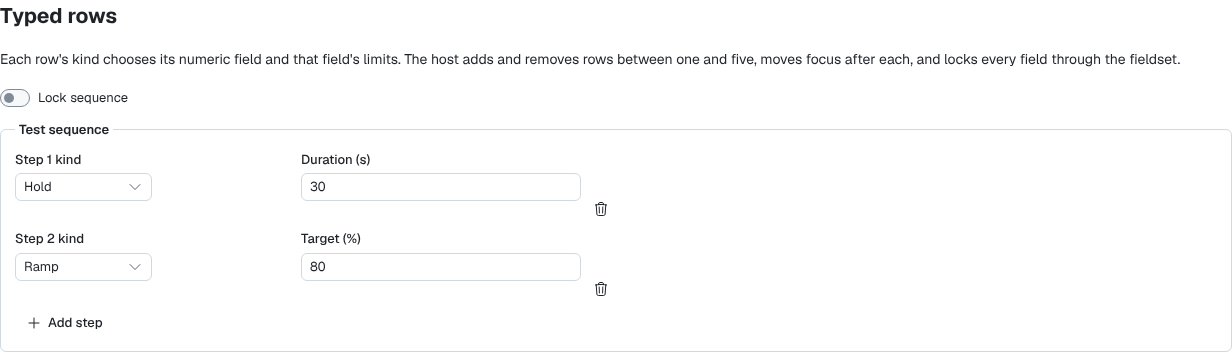 Typed rows
Each row's kind chooses its numeric field and that field's limits. The host adds and removes rows between one and five, moves focus after each, and locks every field through the fieldset.
Lock sequence
Test sequence
Step 1 kind
Duration (s)
Hold
30
Step 2 kind
Target (%)
Ramp
80
Add step